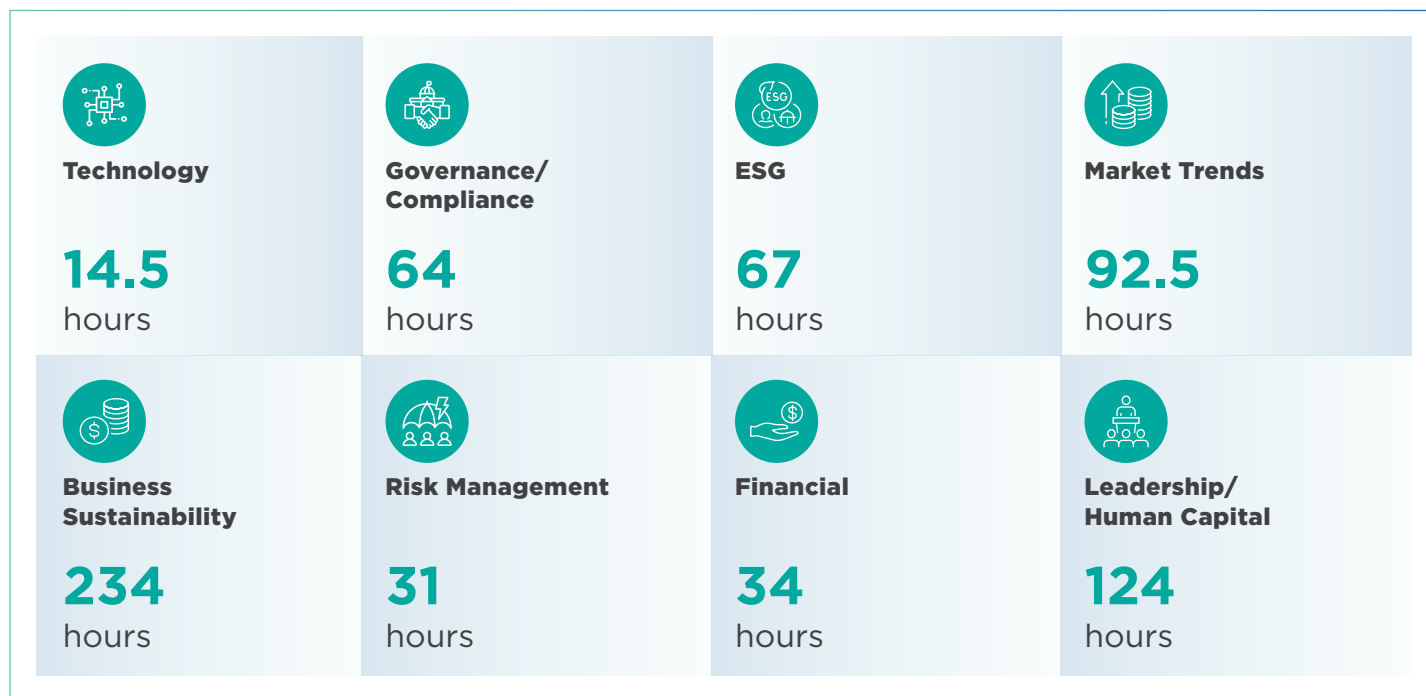 Technology
14.5
hours
Governance/
Compliance
64
hours
ESG
ESG
67
hours
Market Trends
92.5
hours
Business
Sustainability
234
hours
Risk Management
31
hours
$
Financial
34
hours
$
Leadership/
Human Capital
124
hours